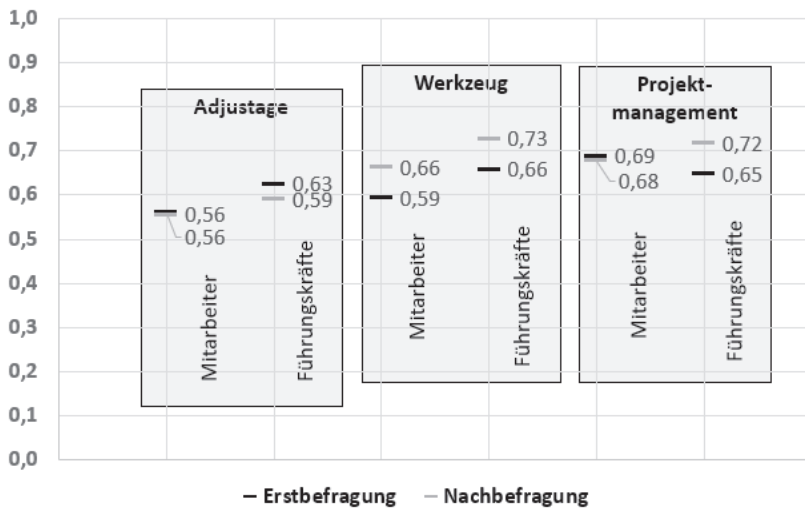 1,0
0,9
0,8
0,7
0,6
0,5
0,4
0,3
0,2
0,1
0,0
Adjustage
0,56
0,56
0,63
0,59
Mitarbeiter
Führungskräfte
Werkzeug
0,66
0,59
0,73
0,66
Mitarbeiter
Führungskräfte
Projekt-
management
0,69
0,68
0,72
0,65
Mitarbeiter
Führungskräfte
Erstbefragung
Nachbefragung